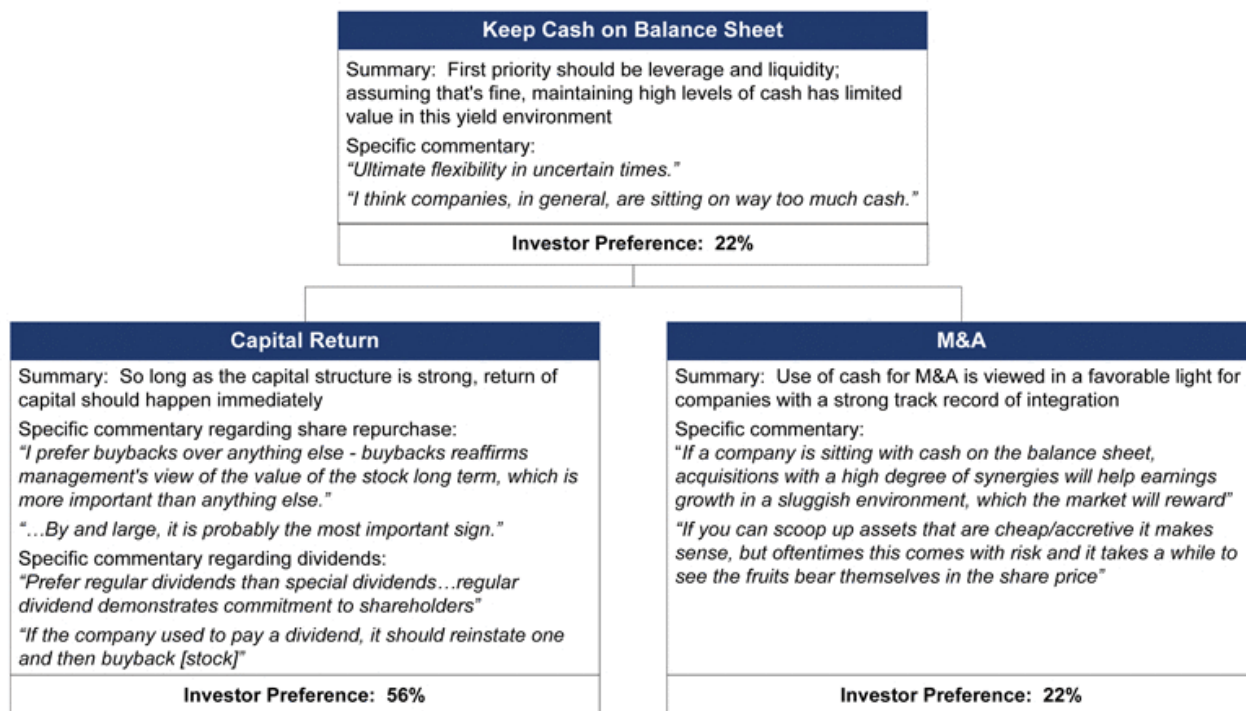 Keep Cash on Balance Sheet
Summary:  First priority should be leverage and liquidity;
assuming that's fine, maintaining high levels of cash has limited
value in this yield environment
Specific commentary:
“Ultimate flexibility in uncertain times.”
“I think companies, in general, are sitting on way too much cash.”
Investor Preference:  22%
Capital Return
Summary:  So long as the capital structure is strong, return of
capital should happen immediately
Specific commentary regarding share repurchase:
“I prefer buybacks over anything else - buybacks reaffirms
management's view of the value of the stock long term, which is
more important than anything else.”
“…By and large, it is probably the most important sign.”
Specific commentary regarding dividends:
“Prefer regular dividends than special dividends…regular
dividend demonstrates commitment to shareholders”
“If the company used to pay a dividend, it should reinstate one
and then buyback [stock]”
Investor Preference:  56%
M&A
Summary:  Use of cash for M&A is viewed in a favorable light for
companies with a strong track record of integration
Specific commentary:
“If a company is sitting with cash on the balance sheet,
acquisitions with a high degree of synergies will help earnings
growth in a sluggish environment, which the market will reward”
“If you can scoop up assets that are cheap/accretive it makes
sense, but oftentimes this comes with risk and it takes a while to
see the fruits bear themselves in the share price”
Investor Preference:  22%